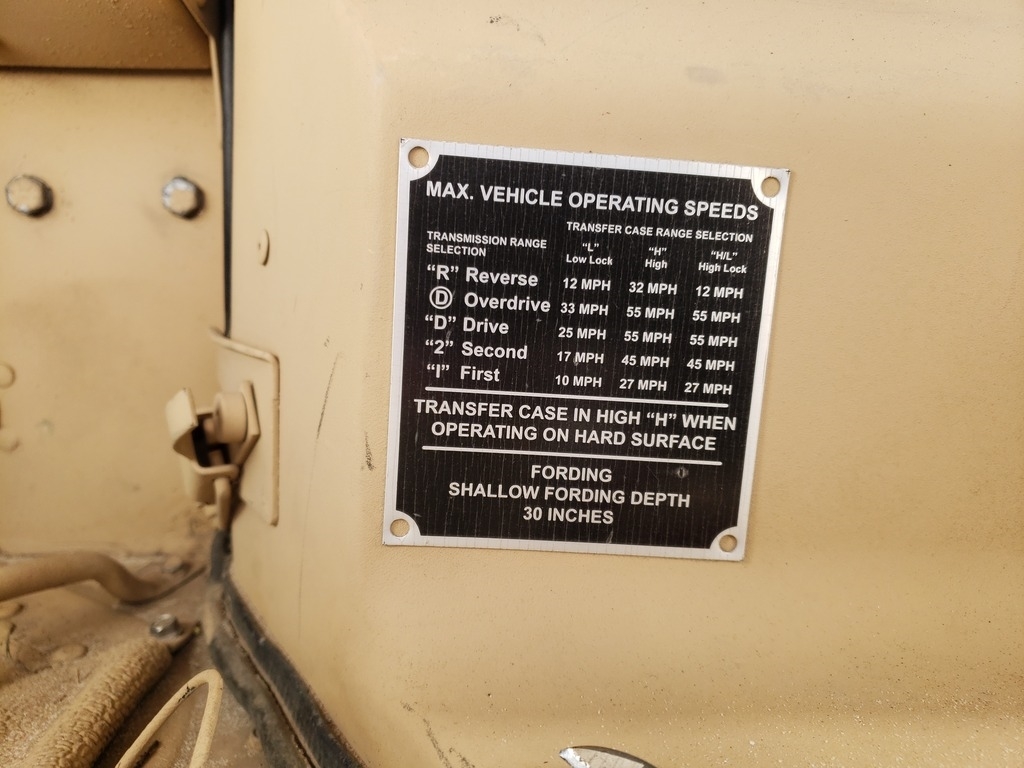 MAX. VEHICLE OPERATING SPEEDS
TRANSFER CASE RANGE SELECTION
TRANSMISSION RANGE SELECTION “L” Low Lock “H” High “H/L” High Lock
“R” Reverse 12 MPH 32 MPH 12 MPH
Ⓓ Overdrive 33 MPH 55 MPH 55 MPH
“D” Drive 25 MPH 55 MPH 55 MPH
“2” Second 17 MPH 45 MPH 45 MPH
“I” First 10 MPH 27 MPH 27 MPH
TRANSFER CASE IN HIGH “H” WHEN
OPERATING ON HARD SURFACE
FORDING
SHALLOW FORDING DEPTH
30 INCHES